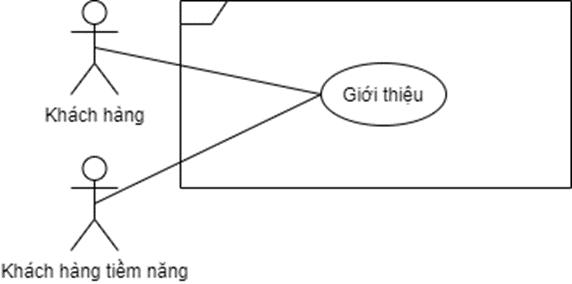 Giới thiệu
Khách hàng
Khách hàng tiềm năng